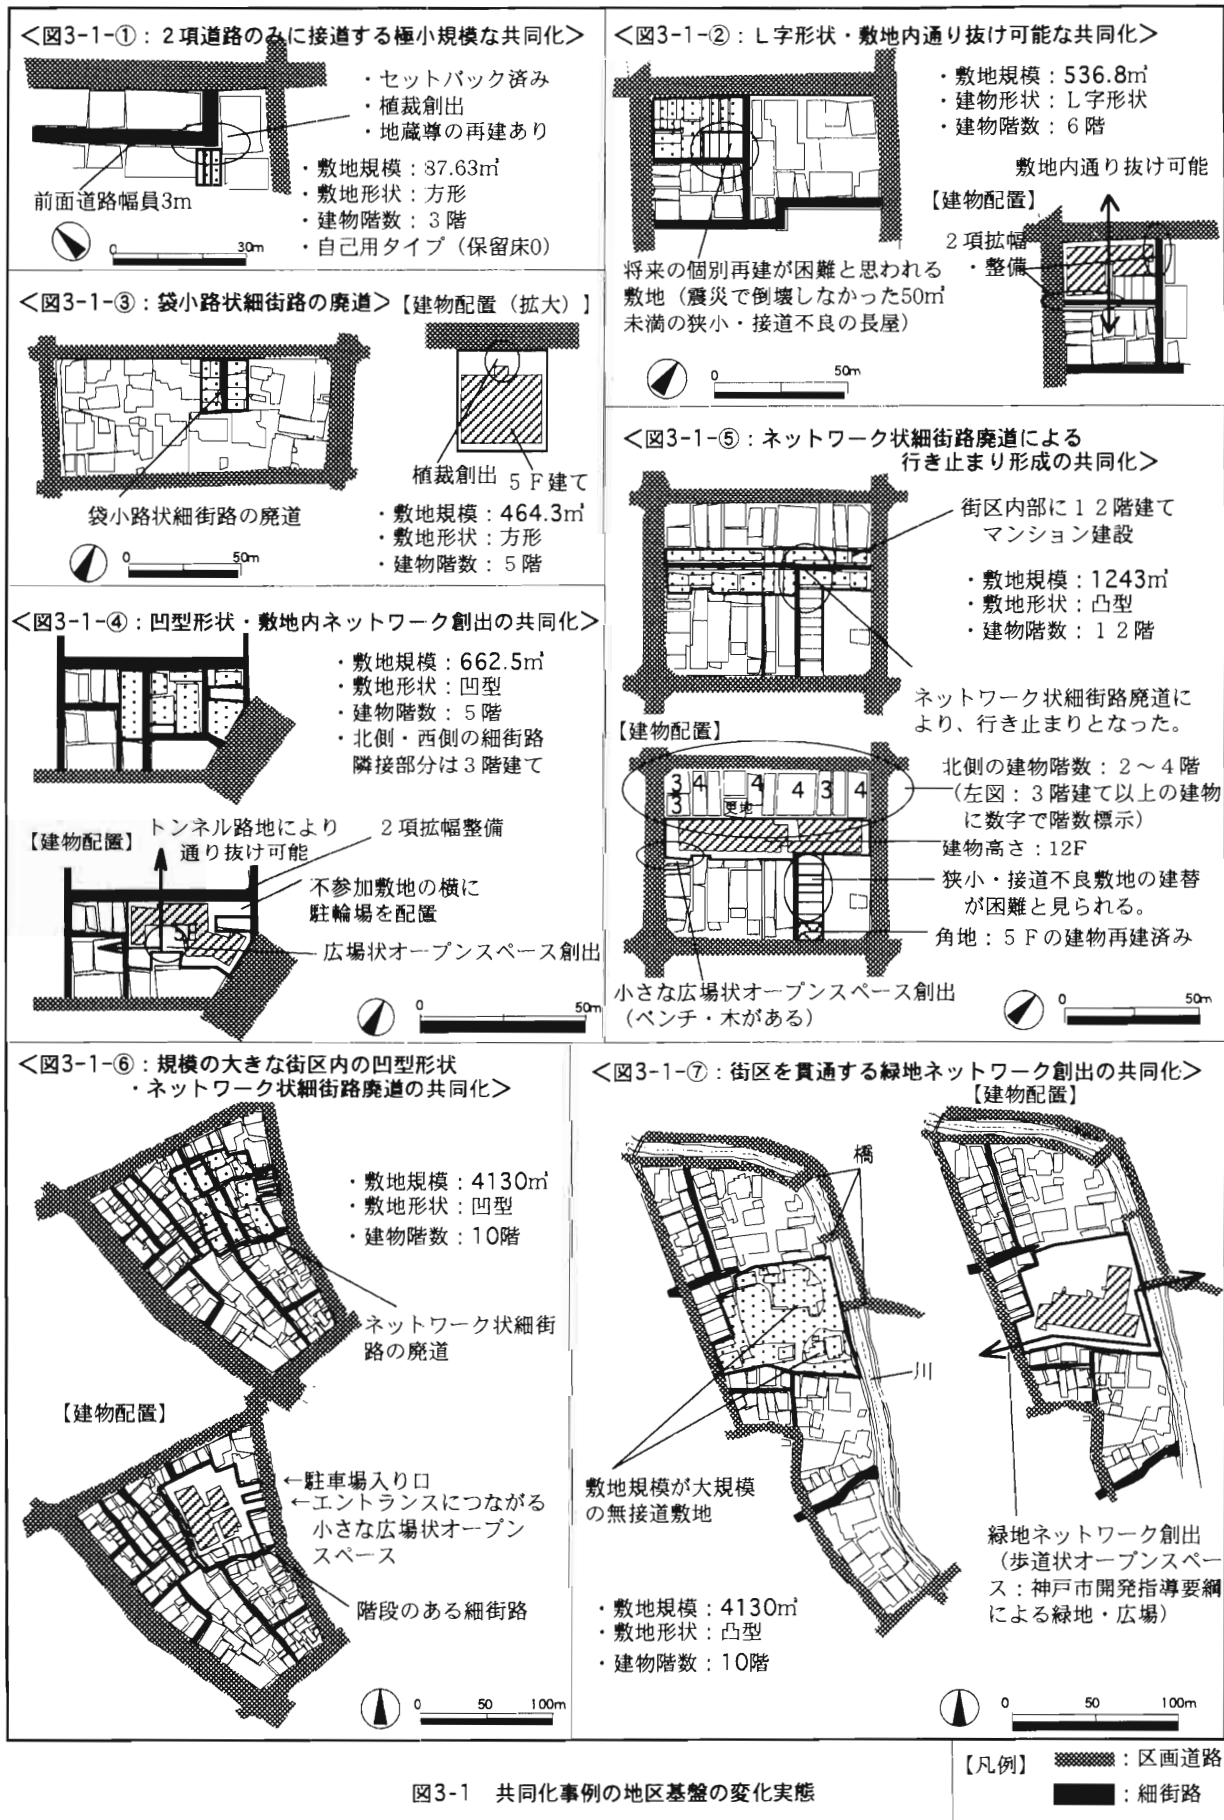 <図3-1-①：２項道路のみに接道する極小規模な共同化>
・セットバック済み
・植裁創出
・地蔵尊の再建あり
・敷地規模：87.63㎡
・敷地形状：方形
・建物階数：３階
・自己用タイプ（保留床0）
前面道路幅員3m
0 30m
<図3-1-②：Ｌ字形状・敷地内通り抜け可能な共同化>
・敷地規模：536.8㎡
・建物形状：Ｌ字形状
・建物階数：６階
敷地内通り抜け可能
【建物配置】
２項拡幅
・整備
将来の個別再建が困難と思われる
敷地（震災で倒壊しなかった50㎡
未満の狭小・接道不良の長屋）
0 50m
<図3-1-③：袋小路状細街路の廃道>
【建物配置（拡大）】
植裁創出
５Ｆ建て
袋小路状細街路の廃道
・敷地規模：464.3㎡
・敷地形状：方形
・建物階数：５階
0 50m
<図3-1-④：凹型形状・敷地内ネットワーク創出の共同化>
・敷地規模：662.5㎡
・敷地形状：凹型
・建物階数：５階
・北側・西側の細街路
隣接部分は３階建て
【建物配置】
トンネル路地により
通り抜け可能
２項拡幅整備
不参加敷地の横に
駐輪場を配置
広場状オープンスペース創出
0 50m
<図3-1-⑤：ネットワーク状細街路廃道による
行き止まり形成の共同化>
街区内部に１２階建て
マンション建設
・敷地規模：1243㎡
・敷地形状：凸型
・建物階数：１２階
ネットワーク状細街路廃道に
より、行き止まりとなった。
【建物配置】
3 4 4 4 3 4
3
更地
北側の建物階数：２～４階
（左図：３階建て以上の建物
に数字で階数標示）
建物高さ：12F
狭小・接道不良敷地の建替
が困難と見られる。
角地：５Ｆの建物再建済み
小さな広場状オープンスペース創出
（ベンチ・木がある）
0 50m
<図3-1-⑥：規模の大きな街区内の凹型形状
・ネットワーク状細街路廃道の共同化>
・敷地規模：4130㎡
・敷地形状：凹型
・建物階数：10階
ネットワーク状細街
路の廃道
【建物配置】
←駐車場入り口
←エントランスにつながる
小さな広場状オープン
スペース
階段のある細街路
0 50 100m
<図3-1-⑦：街区を貫通する緑地ネットワーク創出の共同化>
【建物配置】
橋
川
敷地規模が大規模
の無接道敷地
・敷地規模：4130㎡
・敷地形状：凸型
・建物階数：10階
緑地ネットワーク創出
（歩道状オープンスペー
ス：神戸市開発指導要綱
による緑地・広場）
0 50 100m
【凡例】
：区画道路
：細街路
図3-1　共同化事例の地区基盤の変化実態